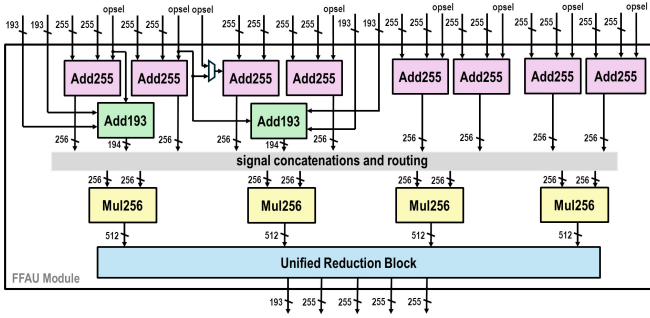 opsel opsel opsel opsel opsel opsel opsel opsel
193 193 255 255 255 255 255 255 255 255 193 193 255 255 255 255 255 255 255 255
Add255 Add255 Add255 Add255 Add255 Add255 Add255 Add255
Add193 Add193
256 194 256 256 194 256 256 256 256 256
signal concatenations and routing
256 256 256 256 256 256 256 256
Mul256 Mul256 Mul256 Mul256
512 512 512 512
Unified Reduction Block
FFAU Module
193 255 255 255 255